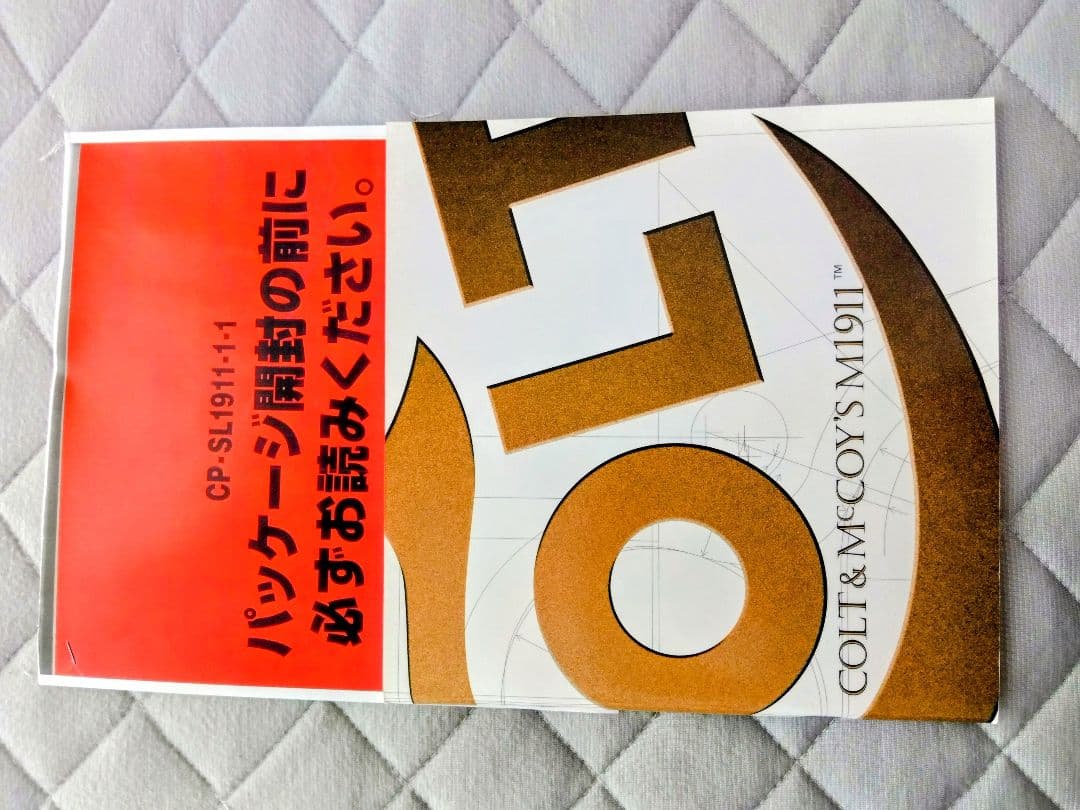 CP-SL1911-1-1
パッケージ開封の前に
必ずお読みください。
COLT
COLT & McCOY'S M1911™